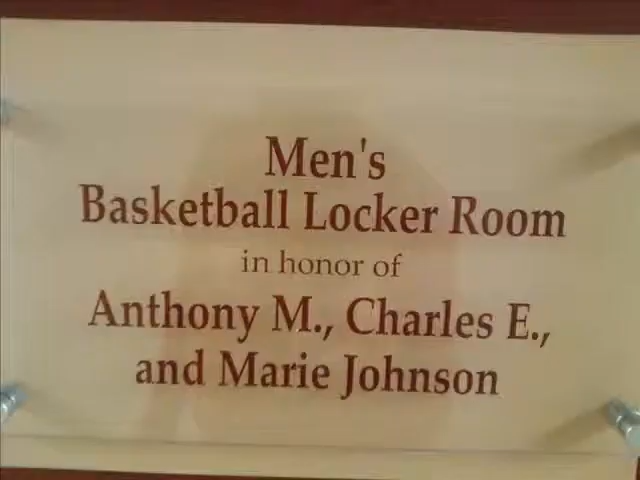 Men's
Basketball Locker Room
in honor of
Anthony M., Charles E.,
and Marie Johnson